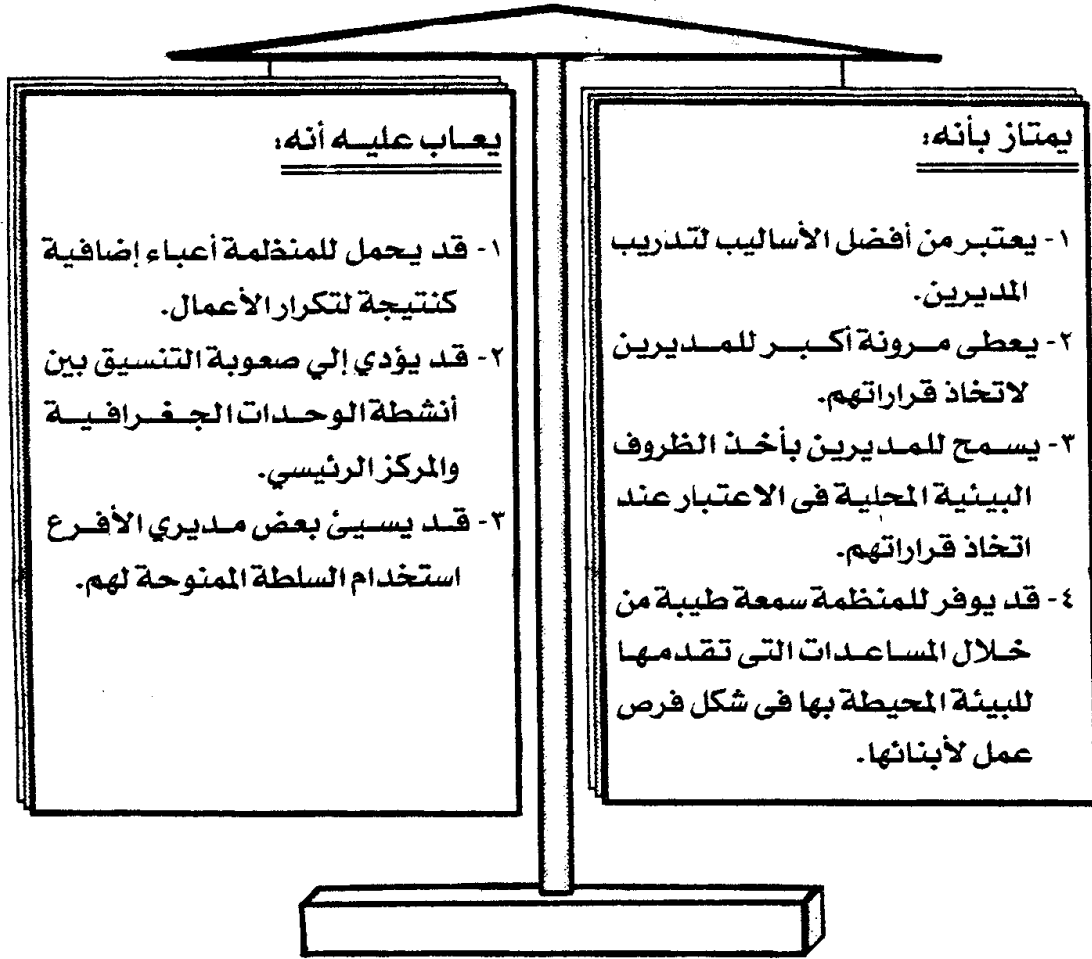 يمتاز بأنه:
١- يعتبر من أفضل الأساليب لتدريب
المديرين.
٢- يعطى مرونة أكبر للمديرين
لاتخاذ قراراتهم.
٣- يسمح للمديرين بأخذ الظروف
البيئية المحلية فى الاعتبار عند
اتخاذ قراراتهم.
٤- قد يوفر للمنظمة سمعة طيبة من
خلال المساعدات التى تقدمها
للبيئة المحيطة بها فى شكل فرص
عمل لأبنائها.
يعاب عليه أنه:
١- قد يحمل للمنظمة أعباء إضافية
كنتيجة لتكرار الأعمال.
٢- قد يؤدي إلي صعوبة التنسيق بين
أنشطة الوحدات الجغرافية
والمركز الرئيسي.
٣- قد يسيئ بعض مديري الأفرع
استخدام السلطة الممنوحة لهم.